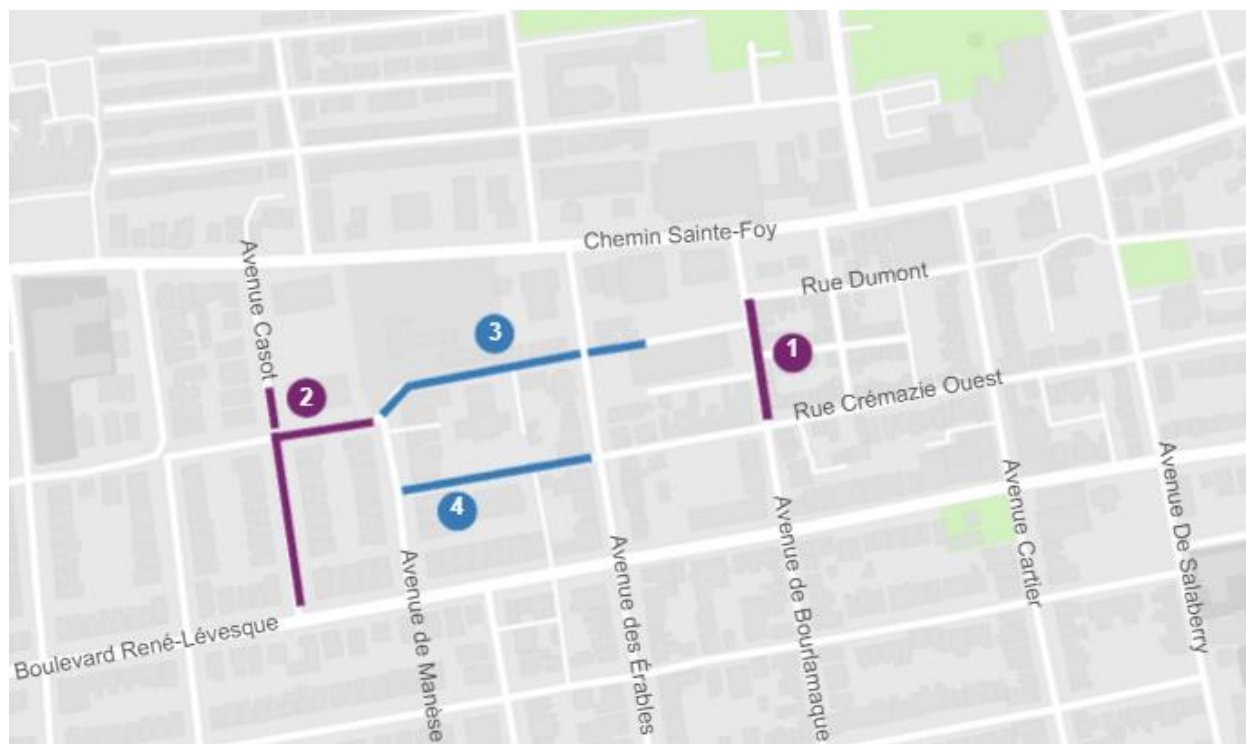 Chemin Sainte-Foy
Avenue Casot
Rue Dumont
3
1
2
Rue Crémazie Ouest
4
Avenue de Manèse
Avenue des Érables
Avenue de Bourlamaque
Avenue Cartier
Avenue De Salaberry
Boulevard René-Lévesque